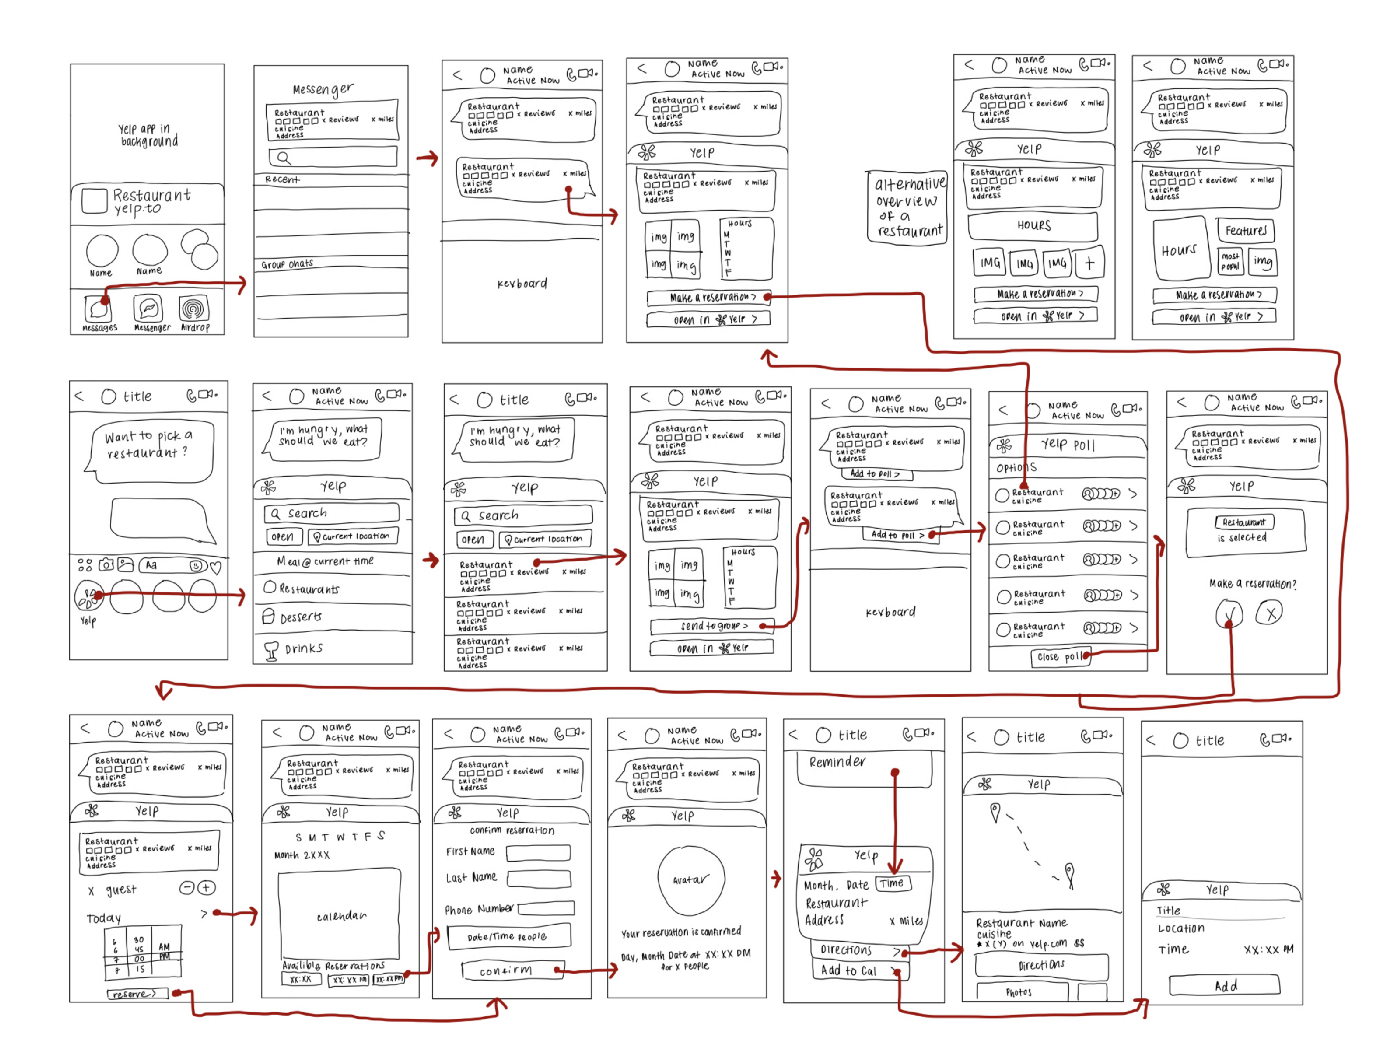 Yelp app in
background
Restaurant
yelp.to
Name
Name
Messages
Messenger
Airdrop
Messenger
Restaurant
x Reviews x miles
cuisine
Address
Recent
Group chats
Name
Active Now
Restaurant
x Reviews x miles
cuisine
Address
Restaurant
x Reviews x miles
cuisine
Address
keyboard
Name
Active Now
Restaurant
x Reviews x miles
cuisine
Address
Yelp
Restaurant
x Reviews x miles
cuisine
Address
img img
img img
Hours
M
T
W
T
F
Make a reservation >
open in Yelp >
alternative
overview
of a
restaurant
Name
Active Now
Restaurant
x Reviews x miles
cuisine
Address
Yelp
Restaurant
x Reviews x miles
cuisine
Address
HOURS
IMG IMG IMG +
Make a reservation >
open in Yelp >
Name
Active Now
Restaurant
x Reviews x miles
cuisine
Address
Yelp
Restaurant
x Reviews x miles
cuisine
Address
Hours
Features
most
img
Make a reservation >
open in Yelp >
title
Want to pick a
restaurant?
Aa
Yelp
Name
Active Now
I'm hungry, what
should we eat?
Yelp
Search
open
current location
Meal @ current time
Restaurants
Desserts
Drinks
title
I'm hungry, what
should we eat?
Yelp
Search
open
current location
Restaurant
x Reviews x miles
cuisine
Address
Restaurant
x Reviews x miles
cuisine
Address
Restaurant
x Reviews x miles
cuisine
Address
Name
Active Now
Restaurant
x Reviews x miles
cuisine
Address
Yelp
Restaurant
x Reviews x miles
cuisine
Address
img img
img img
Hours
M
T
W
T
F
send to group >
open in Yelp
Name
Active Now
Restaurant
x Reviews x miles
cuisine
Address
Add to poll >
Restaurant
x Reviews x miles
cuisine
Address
Add to poll >
keyboard
Name
Active Now
Yelp Poll
Options
Restaurant
cuisine
Restaurant
cuisine
Restaurant
cuisine
Restaurant
cuisine
Restaurant
cuisine
Close poll
Name
Active Now
Restaurant
x Reviews x miles
cuisine
Address
Yelp
Restaurant
is selected
Make a reservation?
X
Name
Active Now
Restaurant
x Reviews x miles
cuisine
Address
Yelp
Restaurant
x Reviews x miles
cuisine
Address
x guest - +
Today >
30
6 45 AM
7 00 PM
15
reserve >
Name
Active Now
Restaurant
x Reviews x miles
cuisine
Address
Yelp
S M T W T F S
Month 2XXX
calendar
Availible Reservations
XX:XX XX:XX PM XX:XX PM
Name
Active Now
Restaurant
x Reviews x miles
cuisine
Address
Yelp
confirm reservation
First Name
Last Name
Phone Number
Date/Time people
confirm
Name
Active Now
Restaurant
x Reviews x miles
cuisine
Address
Yelp
Avatar
Your reservation is confirmed
Day, Month Date at XX:XX PM
for x people
title
Reminder
Yelp
Month. Date Time
Restaurant
Address x miles
Directions >
Add to Cal >
title
Yelp
Restaurant Name
cuisine
* x (Y) on yelp.com $$
Directions
Photos
title
Yelp
Title
Location
Time XX:XX PM
Add